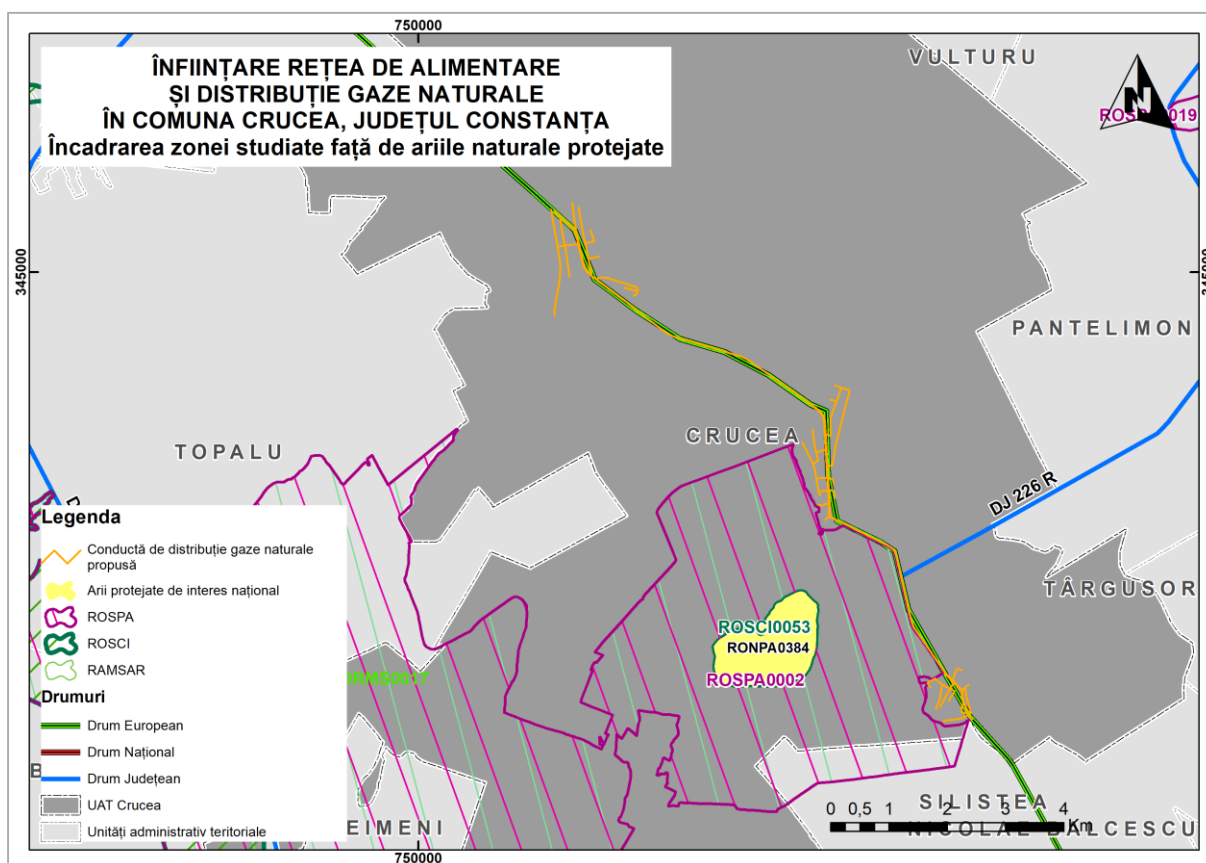 750000
ÎNFIINȚARE REȚEA DE ALIMENTARE
ȘI DISTRIBUȚIE GAZE NATURALE
ÎN COMUNA CRUCEA, JUDEȚUL CONSTANȚA
Încadrarea zonei studiate față de ariile naturale protejate
VULTURU
N
345000
PANTELIMON
CRUCEA
TOPALU
DJ 226 R
TÂRGUSOR
Legenda
Conductă de distribuție gaze naturale
propusă
Arii protejate de interes național
ROSPA
ROSCI
RAMSAR
Drumuri
Drum European
Drum Național
Drum Județean
UAT Crucea
Unități administrativ teritoriale
ROSCI0053
RONPA0384
ROSPA0002
SILISTEA
0 0,5 1 2 3 4
Km
750000